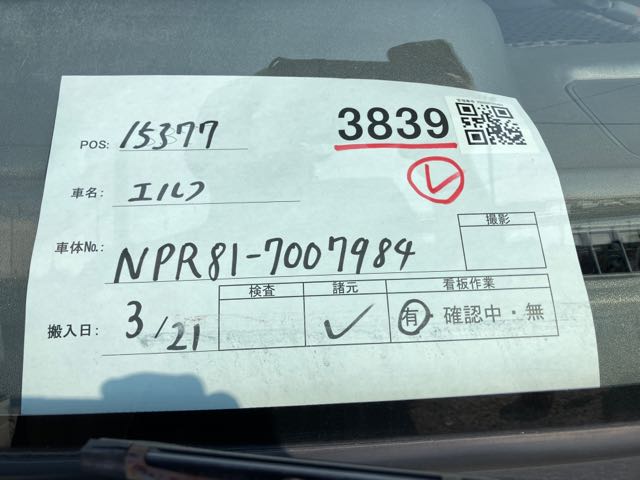 POS: 15377
3839
車名: エルフ
車体No.: NPR81-7007984
撮影
搬入日: 3/21
検査 諸元 看板作業
有・確認中・無